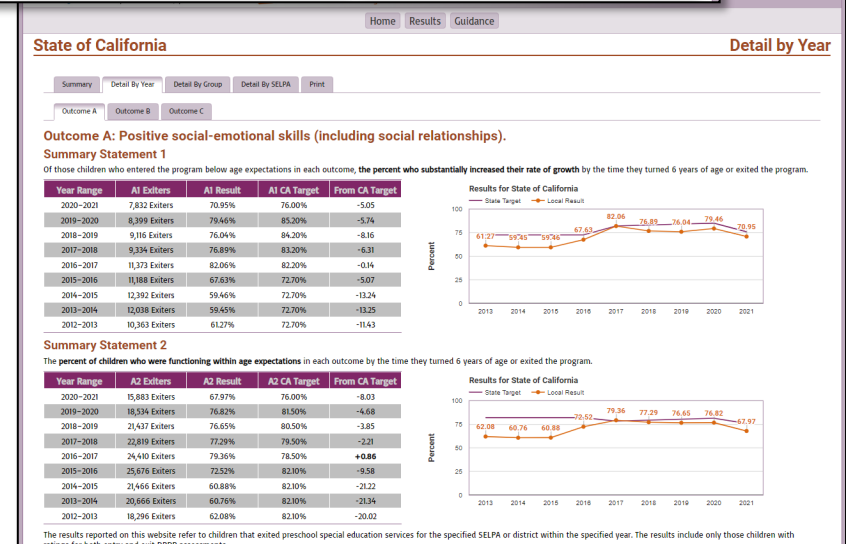 Home Results Guidance
State of California Detail by Year
Summary Detail By Year Detail By Group Detail By SELPA Print
Outcome A Outcome B Outcome C
Outcome A: Positive social-emotional skills (including social relationships).
Summary Statement 1
Of those children who entered the program below age expectations in each outcome, the percent who substantially increased their rate of growth by the time they turned 6 years of age or exited the program.
Year Range A1 Exiters A1 Result A1 CA Target From CA Target
2020–2021 7,832 Exiters 70.95% 76.00% -5.05
2019–2020 8,399 Exiters 79.46% 85.20% -5.74
2018–2019 9,116 Exiters 76.04% 84.20% -8.16
2017–2018 9,334 Exiters 76.89% 83.20% -6.31
2016–2017 11,373 Exiters 82.06% 82.20% -0.14
2015–2016 11,188 Exiters 67.63% 72.70% -5.07
2014–2015 12,392 Exiters 59.46% 72.70% -13.24
2013–2014 12,038 Exiters 59.45% 72.70% -13.25
2012–2013 10,363 Exiters 61.27% 72.70% -11.43
Results for State of California
State Target Local Result
Percent
100
75
50
25
0
61.27 59.45 59.46 67.63 82.06 76.89 76.04 79.46 70.95
2013 2014 2015 2016 2017 2018 2019 2020 2021
Summary Statement 2
The percent of children who were functioning within age expectations in each outcome by the time they turned 6 years of age or exited the program.
Year Range A2 Exiters A2 Result A2 CA Target From CA Target
2020–2021 15,883 Exiters 67.97% 76.00% -8.03
2019–2020 18,534 Exiters 76.82% 81.50% -4.68
2018–2019 21,437 Exiters 76.65% 80.50% -3.85
2017–2018 22,819 Exiters 77.29% 79.50% -2.21
2016–2017 24,410 Exiters 79.36% 78.50% +0.86
2015–2016 25,676 Exiters 72.52% 82.10% -9.58
2014–2015 21,466 Exiters 60.88% 82.10% -21.22
2013–2014 20,666 Exiters 60.76% 82.10% -21.34
2012–2013 18,296 Exiters 62.08% 82.10% -20.02
Results for State of California
State Target Local Result
Percent
100
75
50
25
0
62.08 60.76 60.88 72.52 79.36 77.29 76.65 76.82 67.97
2013 2014 2015 2016 2017 2018 2019 2020 2021
The results reported on this website refer to children that exited preschool special education services for the specified SELPA or district within the specified year. The results include only those children with
ratings for both entry and exit DRDP assessments.